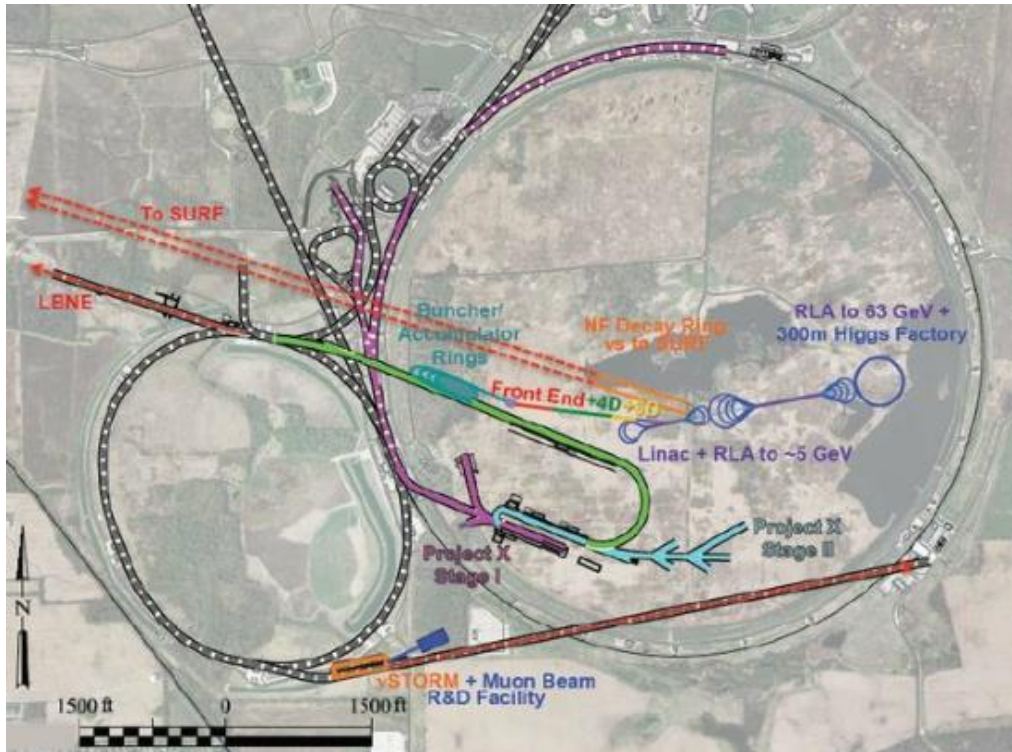 To SURF
LBNE
Buncher/
Accumulator
Rings
NF Decay Ring
νs to SURF
RLA to 63 GeV +
300m Higgs Factory
Front End+4D+6D
Linac + RLA to ~5 GeV
Project X
Stage I
Project X
Stage II
N
νSTORM + Muon Beam
R&D Facility
1500 ft 0 1500 ft